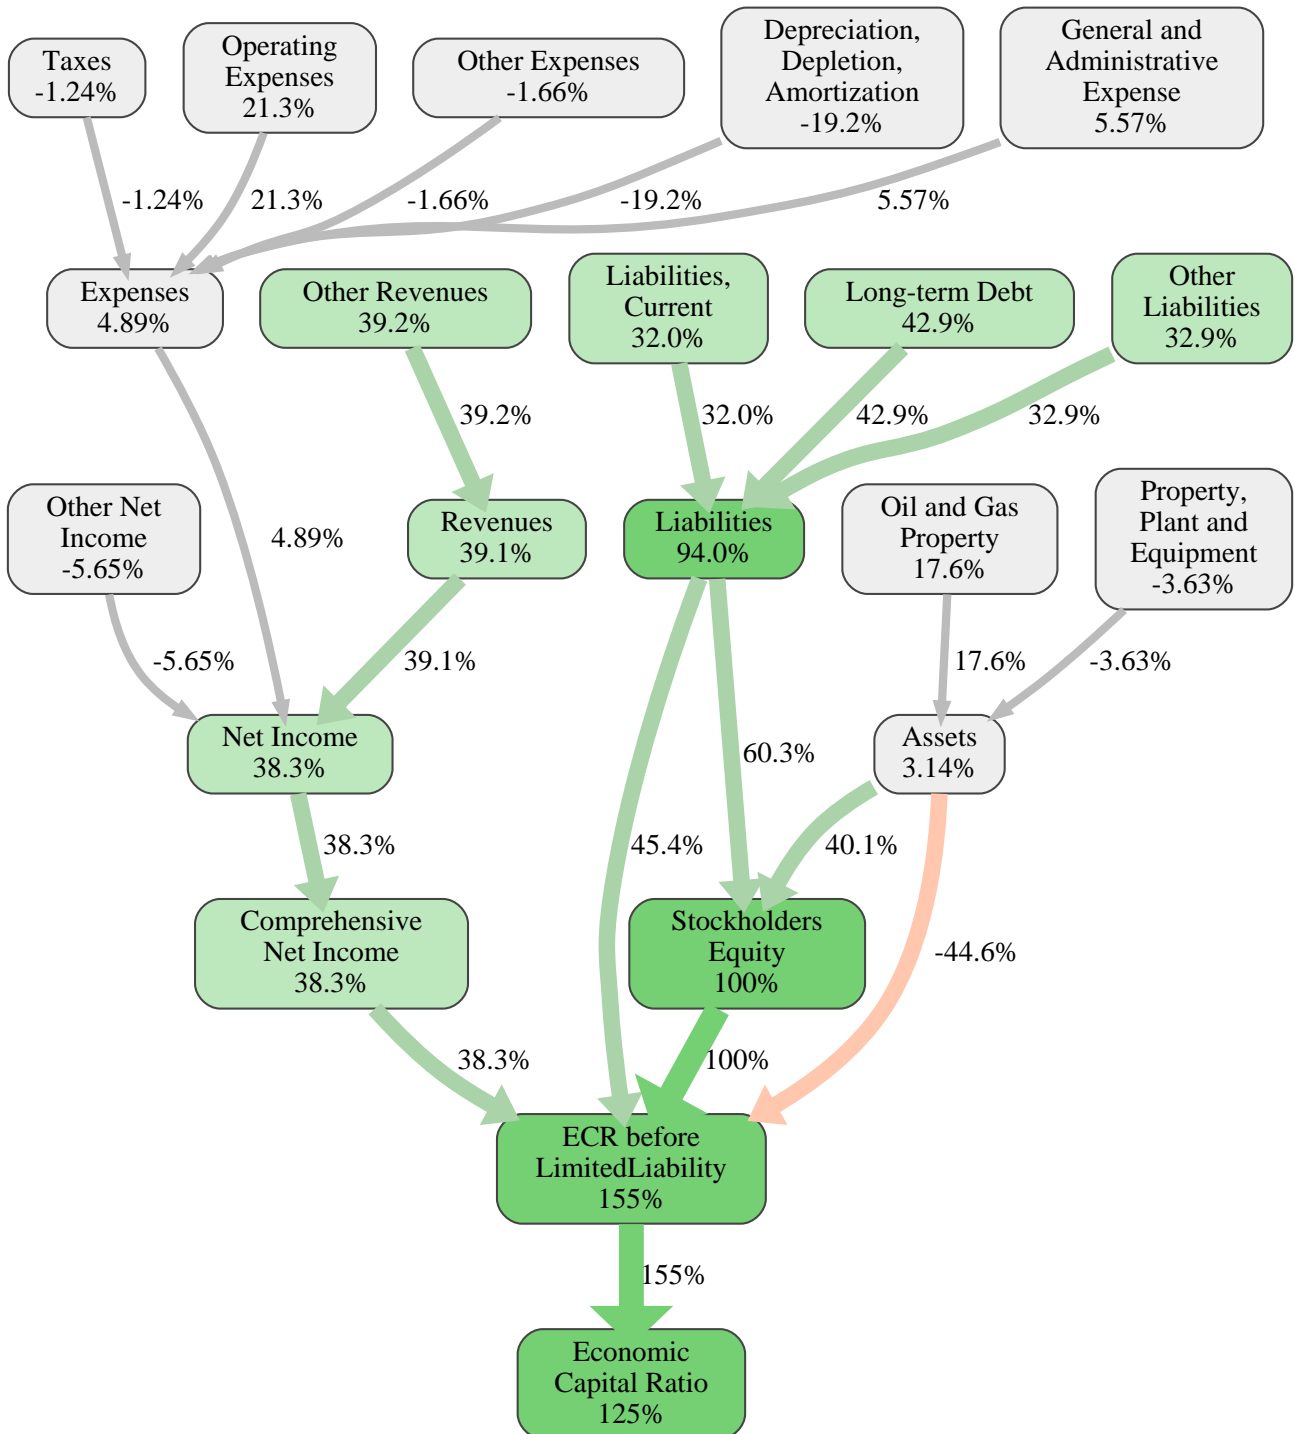 Taxes
-1.24%
Operating
Expenses
21.3%
Other Expenses
-1.66%
Depreciation,
Depletion,
Amortization
-19.2%
General and
Administrative
Expense
5.57%
-1.24%
21.3%
-1.66%
-19.2%
5.57%
Expenses
4.89%
Other Revenues
39.2%
Liabilities,
Current
32.0%
Long-term Debt
42.9%
Other
Liabilities
32.9%
39.2%
32.0%
42.9%
32.9%
Other Net
Income
-5.65%
4.89%
Revenues
39.1%
Liabilities
94.0%
Oil and Gas
Property
17.6%
Property,
Plant and
Equipment
-3.63%
-5.65%
39.1%
17.6%
-3.63%
Net Income
38.3%
60.3%
Assets
3.14%
38.3%
45.4%
40.1%
Comprehensive
Net Income
38.3%
Stockholders
Equity
100%
-44.6%
38.3%
100%
ECR before
LimitedLiability
155%
155%
Economic
Capital Ratio
125%